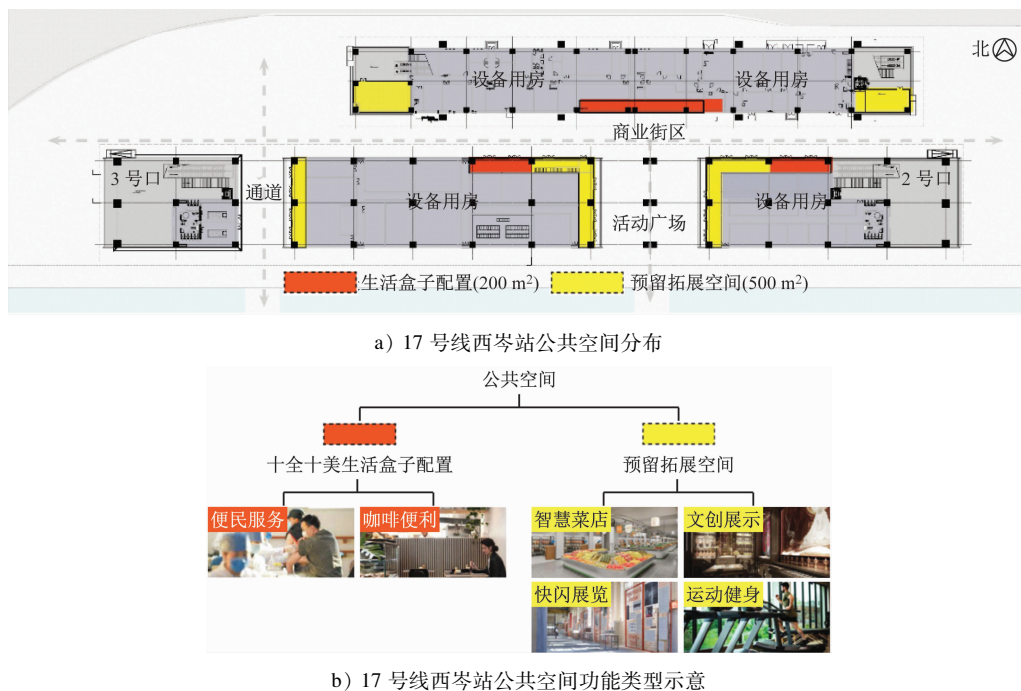 北
设备用房
设备用房
商业街区
3 号口
通道
设备用房
活动广场
设备用房
2 号口
生活盒子配置(200 m²)
预留拓展空间(500 m²)
a) 17 号线西岑站公共空间分布
公共空间
十全十美生活盒子配置
预留拓展空间
便民服务
咖啡便利
智慧菜店
文创展示
快闪展览
运动健身
b) 17 号线西岑站公共空间功能类型示意